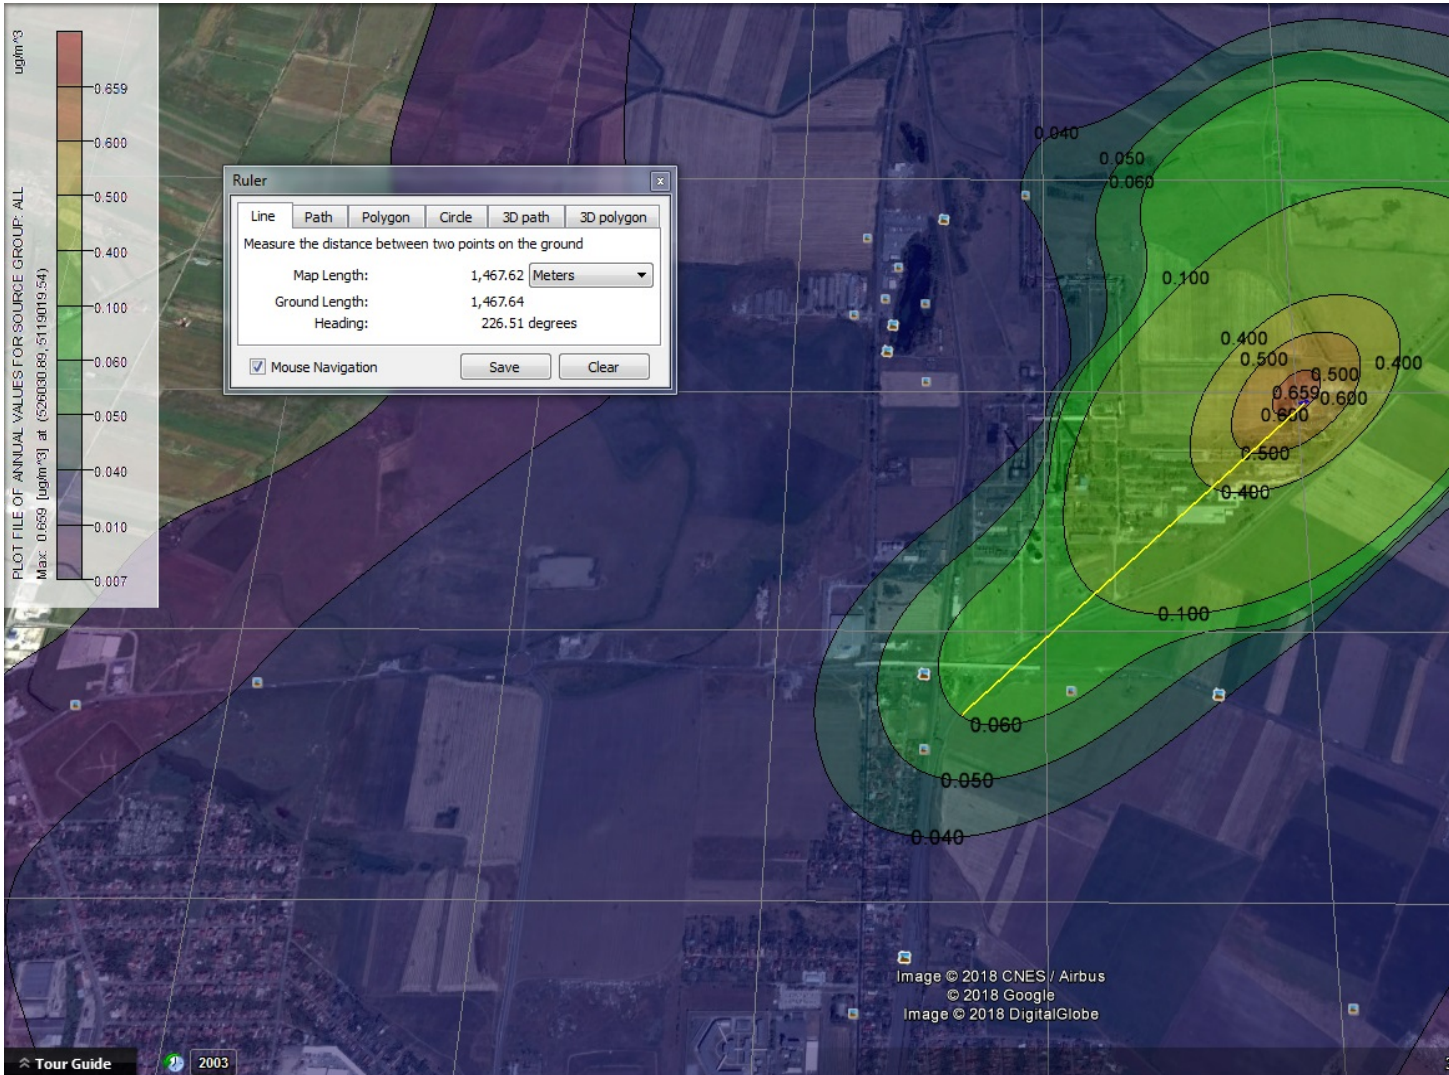 ug/m^3
PLOT FILE OF ANNUAL VALUES FOR SOURCE GROUP: ALL
Max: 0.659 [ug/m^3] at (526030.89, 5119019.54)
0.659
0.600
0.500
0.400
0.100
0.060
0.050
0.040
0.010
0.007
Ruler
Line
Path
Polygon
Circle
3D path
3D polygon
Measure the distance between two points on the ground
Map Length: 1,467.62 Meters
Ground Length: 1,467.64
Heading: 226.51 degrees
Mouse Navigation
Save
Clear
0.040
0.050
0.060
0.100
0.400
0.500
0.400
0.500
0.659
0.600
0.600
0.500
0.400
0.100
0.060
0.050
0.040
Image © 2018 CNES / Airbus
© 2018 Google
Image © 2018 DigitalGlobe
Tour Guide
2003